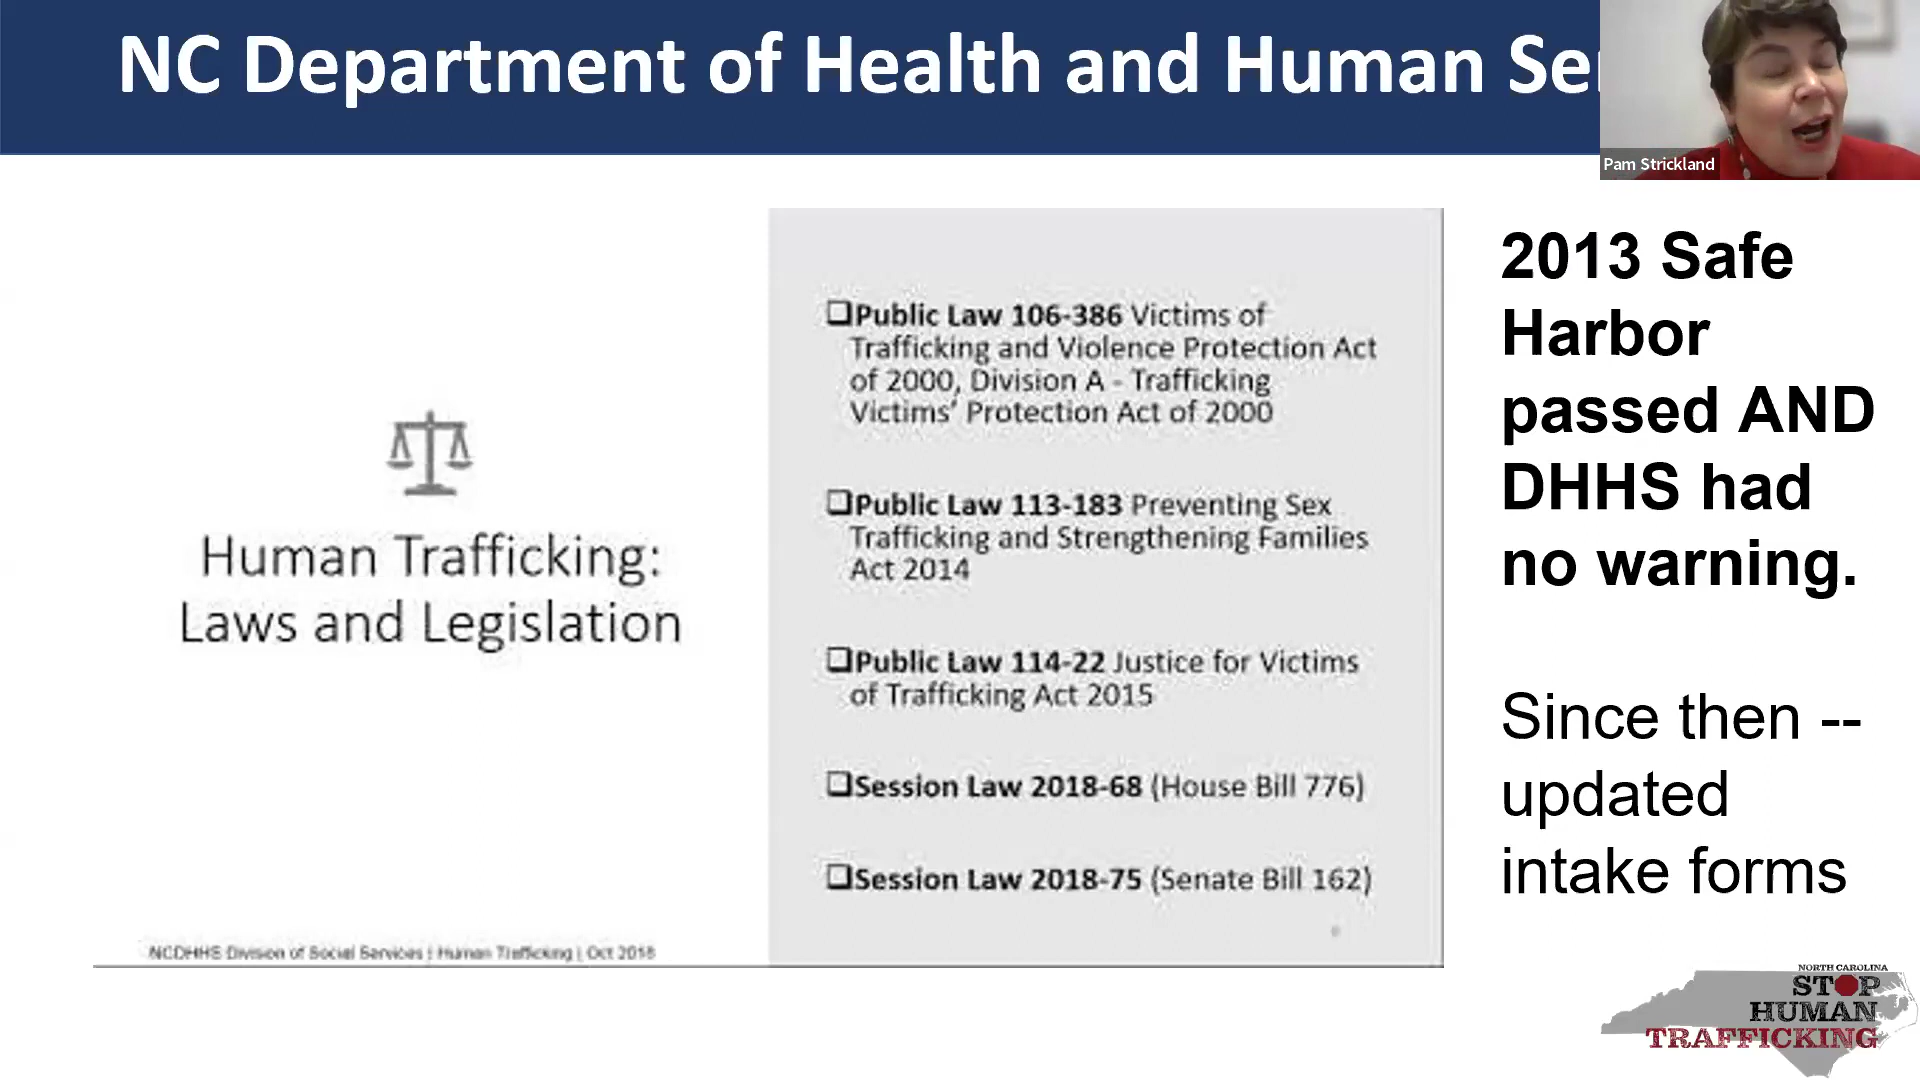 NC Department of Health and Human Se
Pam Strickland
Human Trafficking:
Laws and Legislation
NCDHHS Division of Social Services | Human Trafficking | Oct 2018
❑Public Law 106-386 Victims of
Trafficking and Violence Protection Act
of 2000, Division A - Trafficking
Victims' Protection Act of 2000
❑Public Law 113-183 Preventing Sex
Trafficking and Strengthening Families
Act 2014
❑Public Law 114-22 Justice for Victims
of Trafficking Act 2015
❑Session Law 2018-68 (House Bill 776)
❑Session Law 2018-75 (Senate Bill 162)
2013 Safe
Harbor
passed AND
DHHS had
no warning.
Since then --
updated
intake forms
NORTH CAROLINA
STOP
HUMAN
TRAFFICKING